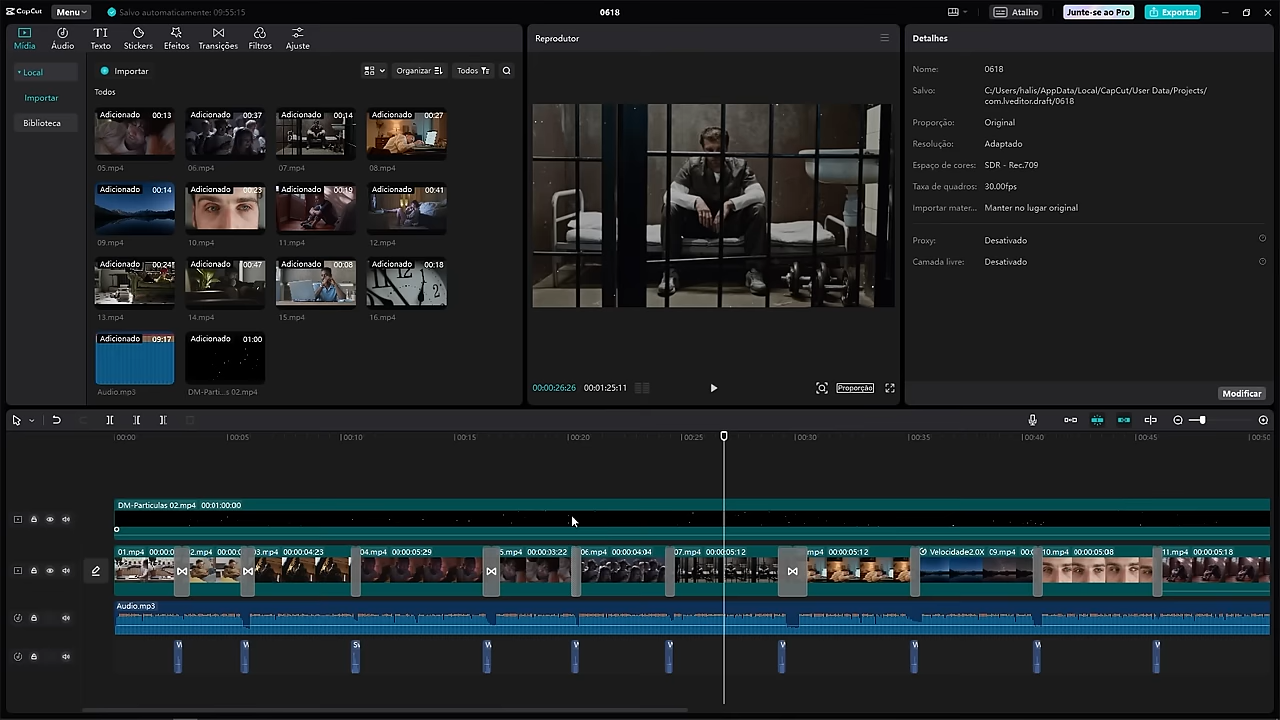 CapCut
Menu
Salvo automaticamente: 09:55:15
0618
Atalho
Junte-se ao Pro
Exportar
Mídia
Áudio
Texto
Stickers
Efeitos
Transições
Filtros
Ajuste
Local
Importar
Biblioteca
Importar
Organizar
Todos
Todos
Adicionado 00:13
Adicionado 00:37
Adicionado 00:14
Adicionado 00:27
05.mp4
06.mp4
07.mp4
08.mp4
Adicionado 00:14
Adicionado 00:23
Adicionado 00:19
Adicionado 00:41
09.mp4
10.mp4
11.mp4
12.mp4
Adicionado 00:24
Adicionado 00:47
Adicionado 00:08
Adicionado 00:18
13.mp4
14.mp4
15.mp4
16.mp4
Adicionado 09:17
Adicionado 01:00
Audio.mp3
DM-Parti...s 02.mp4
Reprodutor
00:00:26:26 00:01:25:11
Proporção
Detalhes
Nome: 0618
Salvo: C:/Users/halis/AppData/Local/CapCut/User Data/Projects/
com.lveditor.draft/0618
Proporção: Original
Resolução: Adaptado
Espaço de cores: SDR - Rec.709
Taxa de quadros: 30.00fps
Importar mater... Manter no lugar original
Proxy: Desativado
Camada livre: Desativado
Modificar
00:00 00:05 00:10 00:15 00:20 00:25 00:30 00:35 00:40 00:45 00:50
DM-Particulas 02.mp4 00:01:00:00
01.mp4 00:00:0 2.mp4 00:00:0 3.mp4 00:00:04:23 04.mp4 00:00:05:29 5.mp4 00:00:03:22 06.mp4 00:00:04:04 07.mp4 00:00:05:12 mp4 00:00:05:12 Velocidade2.0X 09.mp4 10.mp4 00:00:05:08 11.mp4 00:00:05:18
Audio.mp3